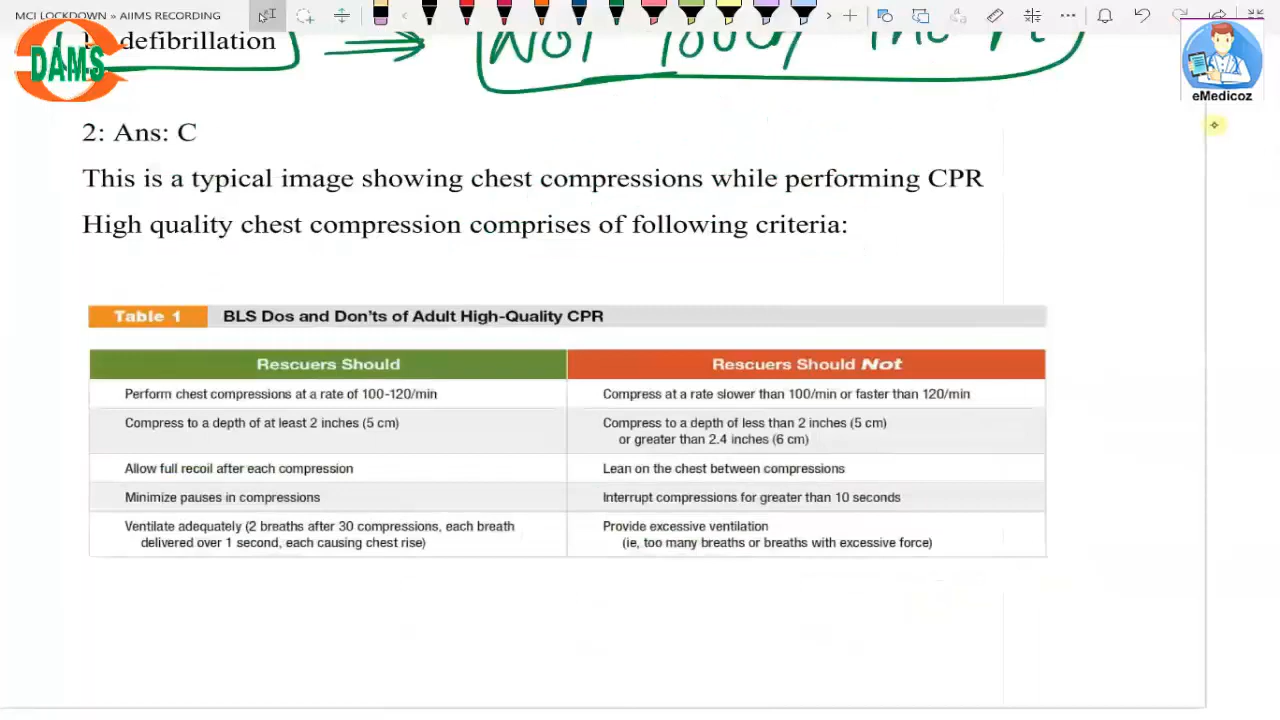 MCI LOCKDOWN » AIIMS RECORDING
defibrillation
Not Touch The Pt
DAMS
eMedicoz
2: Ans: C
This is a typical image showing chest compressions while performing CPR
High quality chest compression comprises of following criteria:
Table 1 BLS Dos and Don'ts of Adult High-Quality CPR
Rescuers Should Rescuers Should Not
Perform chest compressions at a rate of 100-120/min Compress at a rate slower than 100/min or faster than 120/min
Compress to a depth of at least 2 inches (5 cm) Compress to a depth of less than 2 inches (5 cm)
or greater than 2.4 inches (6 cm)
Allow full recoil after each compression Lean on the chest between compressions
Minimize pauses in compressions Interrupt compressions for greater than 10 seconds
Ventilate adequately (2 breaths after 30 compressions, each breath Provide excessive ventilation
delivered over 1 second, each causing chest rise) (ie, too many breaths or breaths with excessive force)